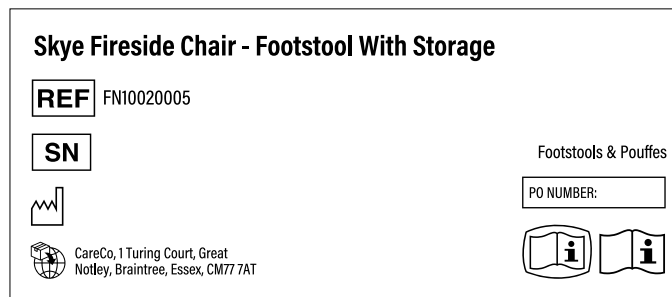 Skye Fireside Chair - Footstool With Storage
REF FN10020005
SN
Footstools & Pouffes
PO NUMBER:
CareCo, 1 Turing Court, Great
Notley, Braintree, Essex, CM77 7AT
i i